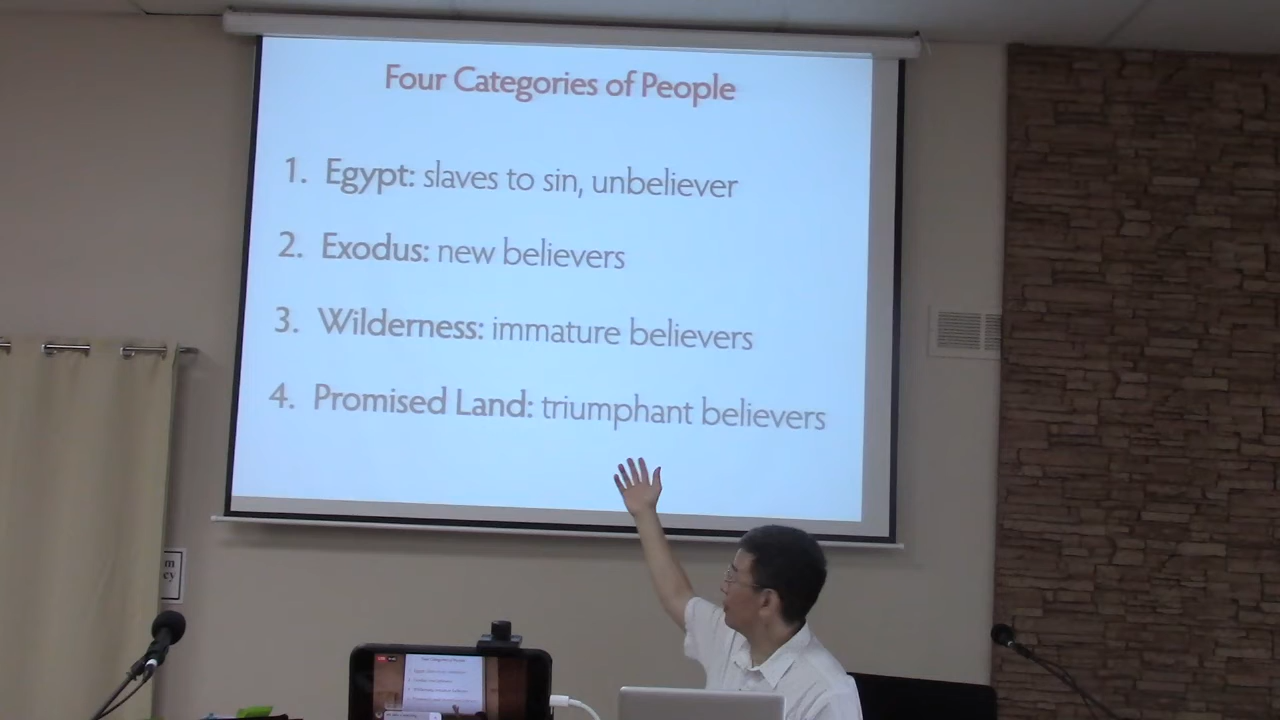 Four Categories of People
1. Egypt: slaves to sin, unbeliever
2. Exodus: new believers
3. Wilderness: immature believers
4. Promised Land: triumphant believers
m
ey